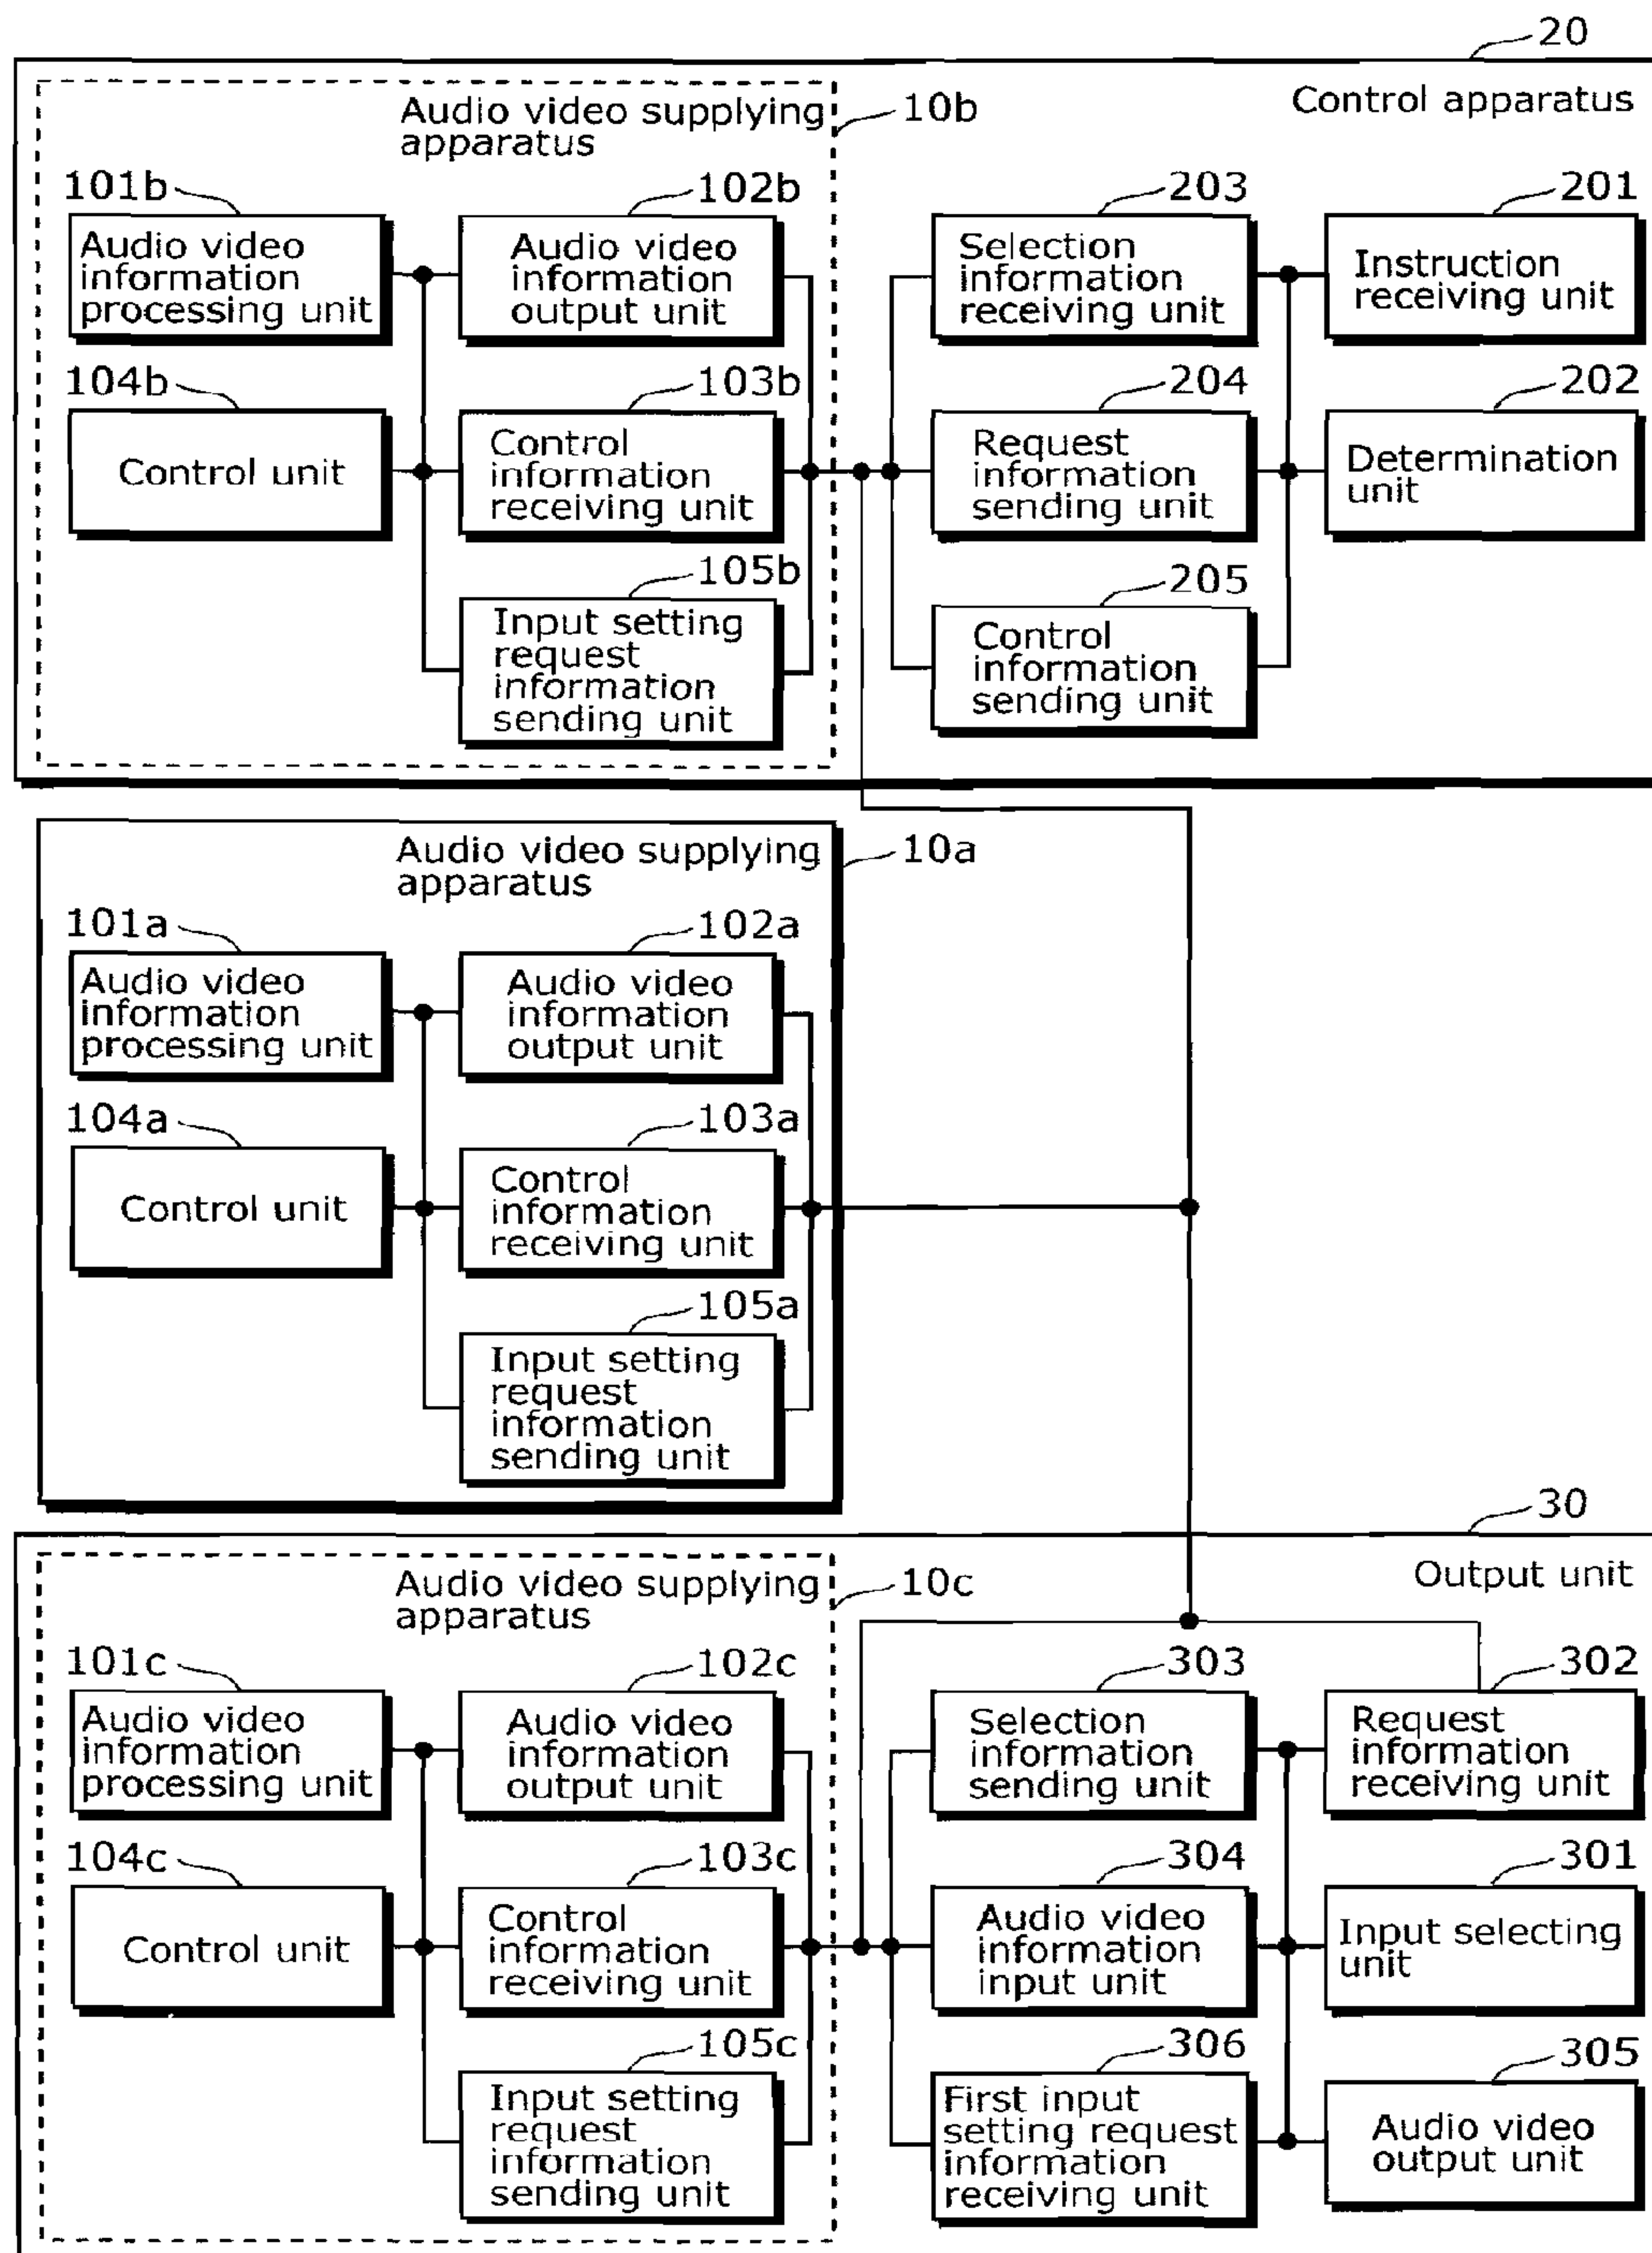 20
Control apparatus
Audio video supplying
apparatus
10b
101b
Audio video
information
processing unit
102b
Audio video
information
output unit
203
Selection
information
receiving unit
201
Instruction
receiving unit
104b
Control unit
103b
Control
information
receiving unit
204
Request
information
sending unit
202
Determination
unit
105b
Input setting
request
information
sending unit
205
Control
information
sending unit
Audio video supplying
apparatus
10a
101a
Audio video
information
processing unit
102a
Audio video
information
output unit
104a
Control unit
103a
Control
information
receiving unit
105a
Input setting
request
information
sending unit
30
Output unit
Audio video supplying
apparatus
10c
101c
Audio video
information
processing unit
102c
Audio video
information
output unit
303
Selection
information
sending unit
302
Request
information
receiving unit
104c
Control unit
103c
Control
information
receiving unit
304
Audio video
information
input unit
301
Input selecting
unit
105c
Input setting
request
information
sending unit
306
First input
setting request
information
receiving unit
305
Audio video
output unit